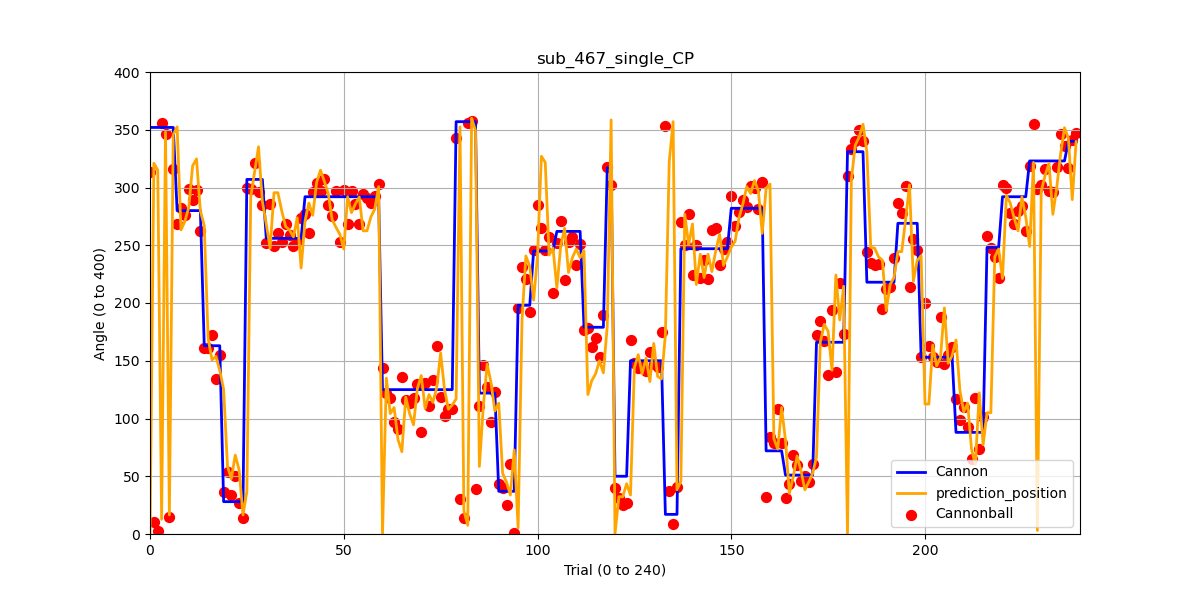 sub_467_single_CP
Angle (0 to 400)
400
350
300
250
200
150
100
50
0
0 50 100 150 200
Trial (0 to 240)
Cannon
prediction_position
Cannonball